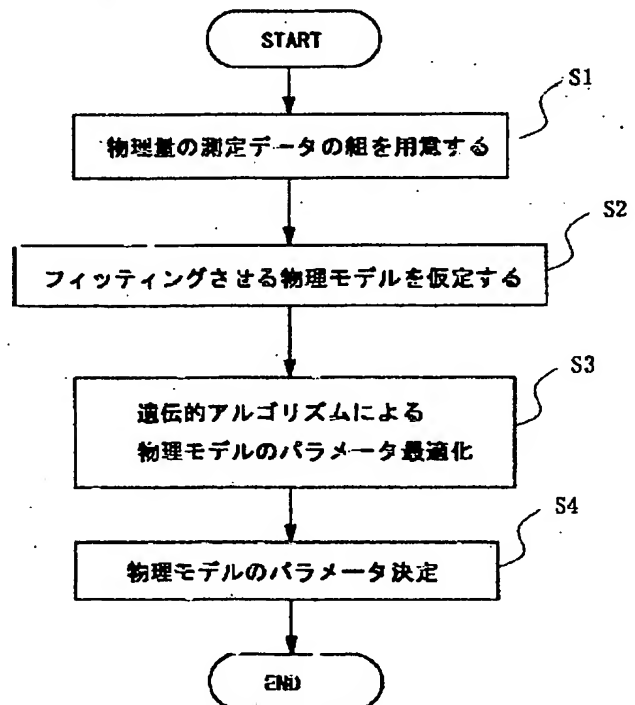 START
S1
物理量の測定データの組を用意する
S2
フィッティングさせる物理モデルを仮定する
S3
遺伝的アルゴリズムによる
物理モデルのパラメータ最適化
S4
物理モデルのパラメータ決定
END